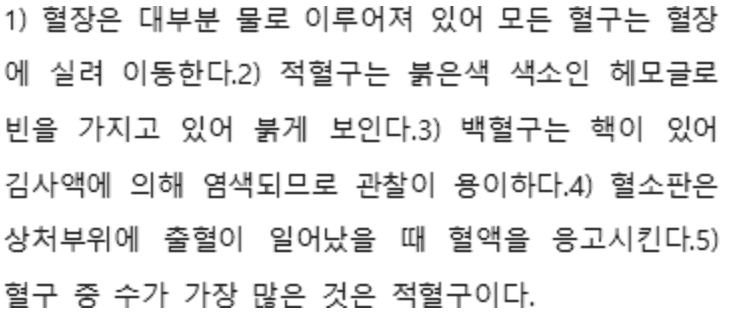 1) 혈장은 대부분 물로 이루어져 있어 모든 혈구는 혈장
에 실려 이동한다.2) 적혈구는 붉은색 색소인 헤모글로
빈을 가지고 있어 붉게 보인다.3) 백혈구는 핵이 있어
김사액에 의해 염색되므로 관찰이 용이하다.4) 혈소판은
상처부위에 출혈이 일어났을 때 혈액을 응고시킨다.5)
혈구 중 수가 가장 많은 것은 적혈구이다.